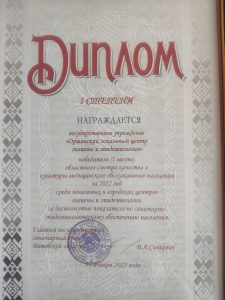 Диплом
I СТЕПЕНИ
НАГРАЖДАЕТСЯ
государственное учреждение
«Оршанский зональный центр
гигиены и эпидемиологии»
победитель (I место)
областного смотра качества и
культуры медицинского обслуживания населения
за 2022 год
среди зональных и городских центров
гигиены и эпидемиологии
за достигнутые показатели по санитарно-
эпидемиологическому обеспечению населения.
Главный государственный
санитарный врач
Витебской области
января 2023 года